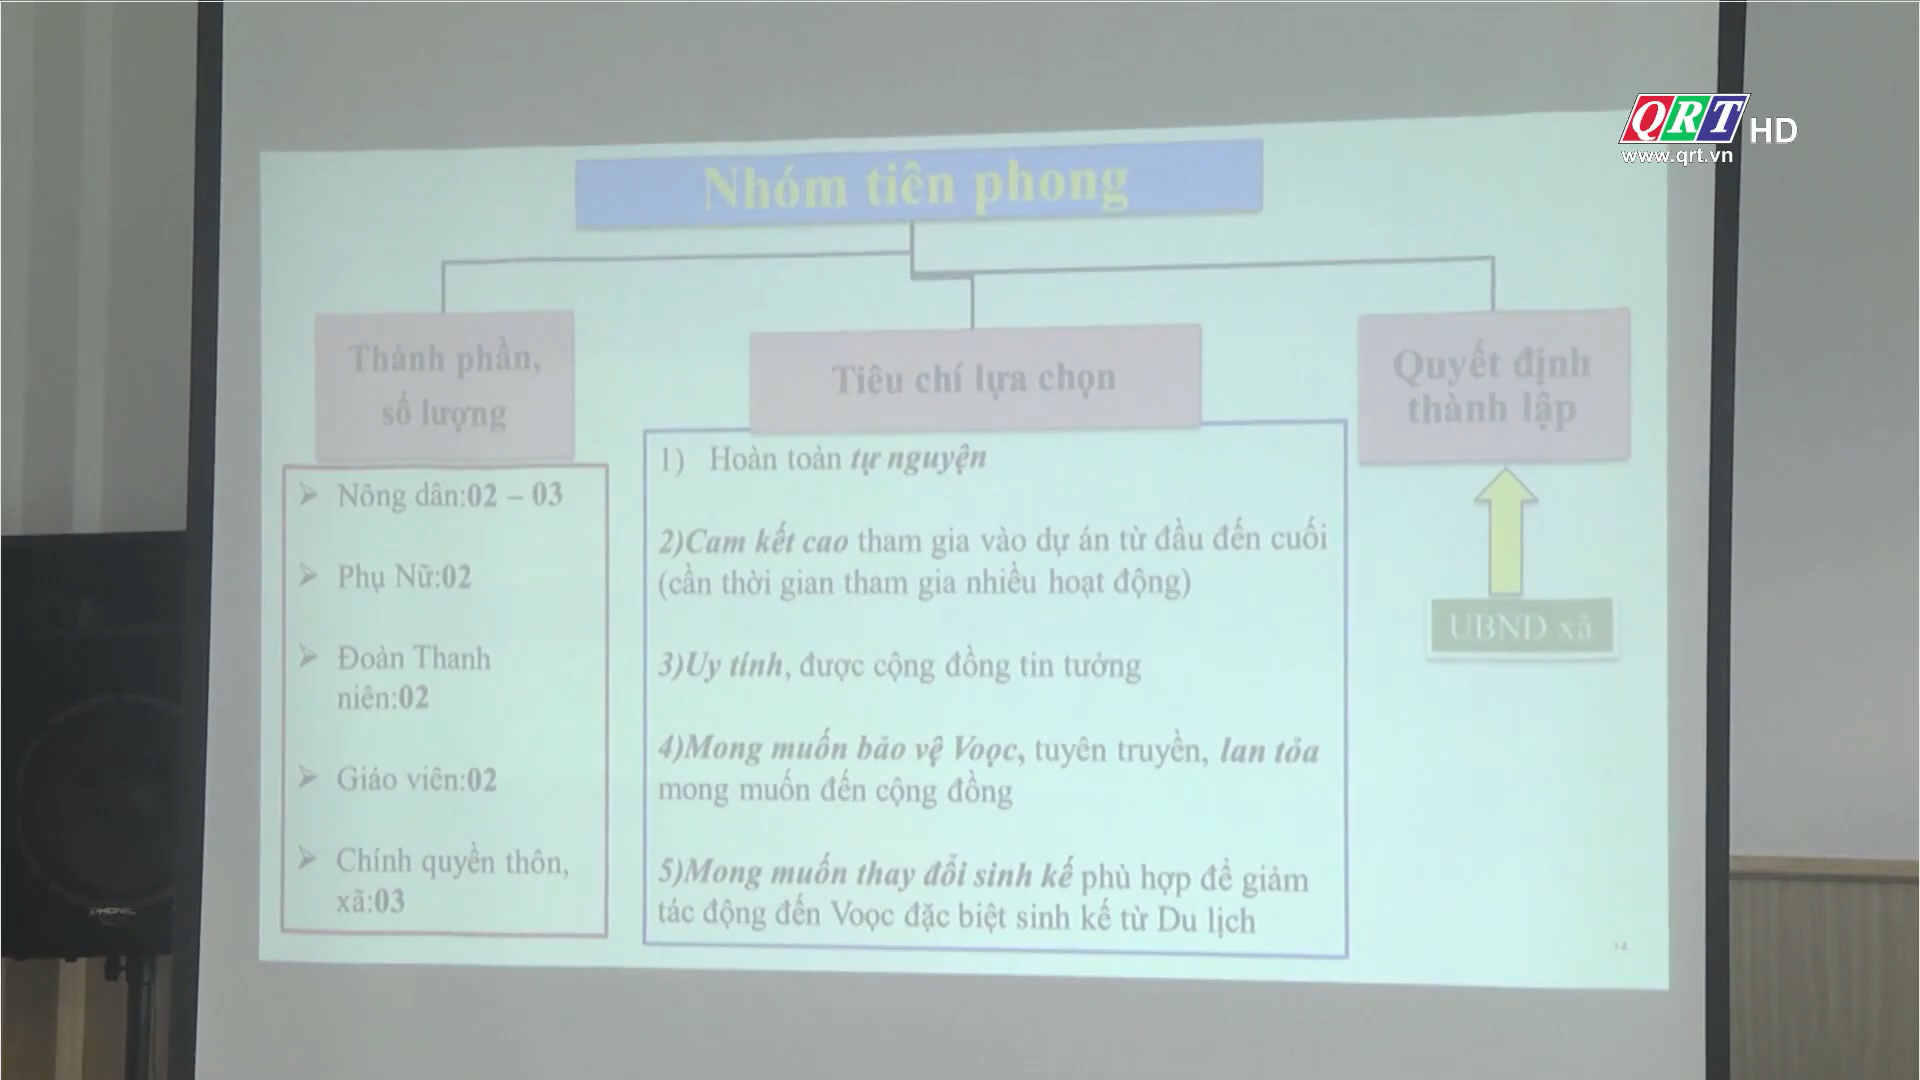 QRT HD
www.qrt.vn
Nhóm tiên phong
Thành phần,
số lượng
➢ Nông dân:02 – 03
➢ Phụ Nữ:02
➢ Đoàn Thanh
niên:02
➢ Giáo viên:02
➢ Chính quyền thôn,
xã:03
Tiêu chí lựa chọn
1) Hoàn toàn tự nguyện
2)Cam kết cao tham gia vào dự án từ đầu đến cuối
(cần thời gian tham gia nhiều hoạt động)
3)Uy tính, được cộng đồng tin tưởng
4)Mong muốn bảo vệ Voọc, tuyên truyền, lan tỏa
mong muốn đến cộng đồng
5)Mong muốn thay đổi sinh kế phù hợp để giảm
tác động đến Voọc đặc biệt sinh kế từ Du lịch
Quyết định
thành lập
UBND xã
14
PHONIC